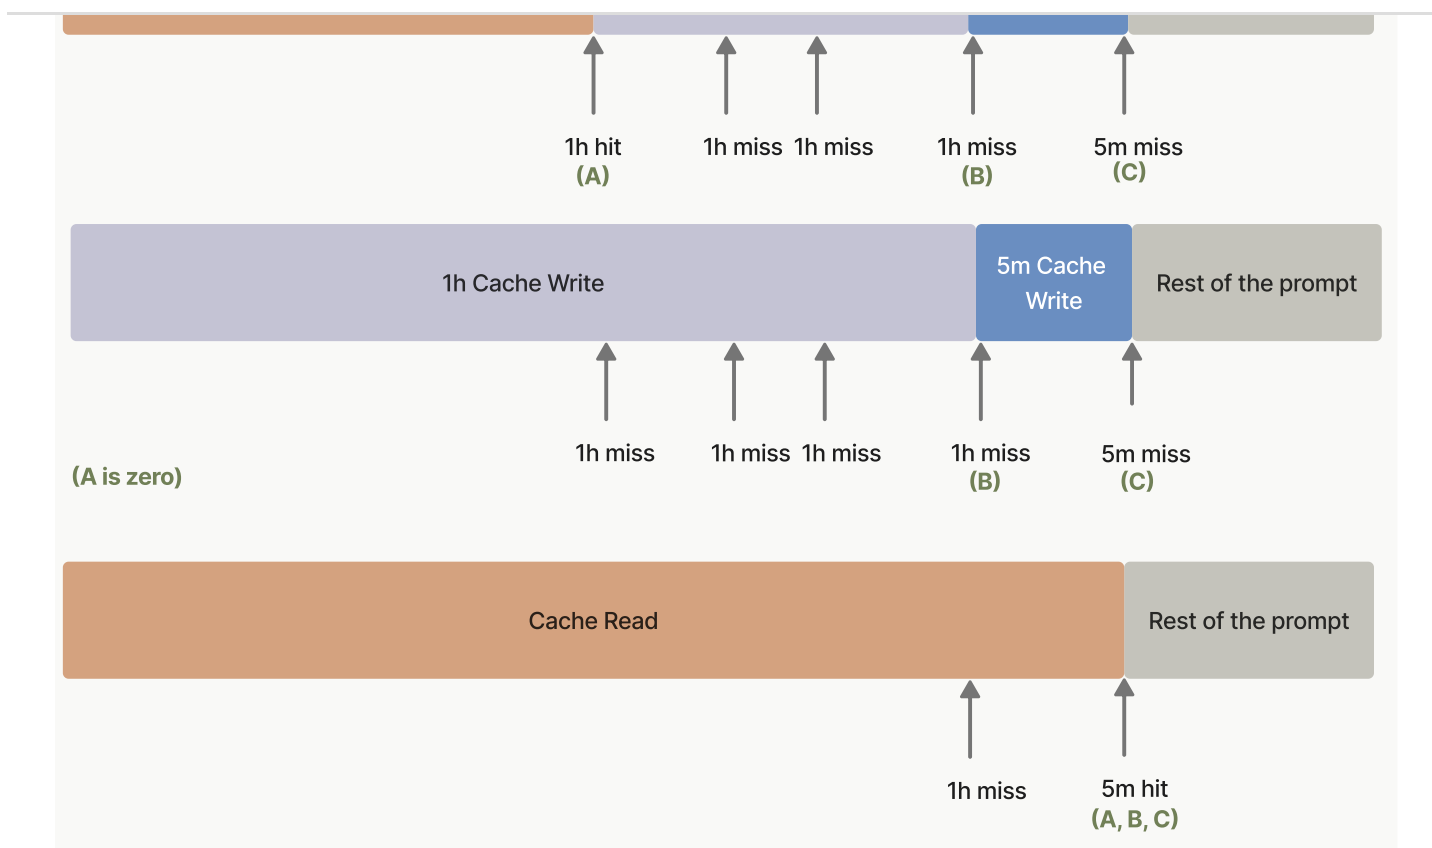 1h hit
(A)
1h miss
1h miss
1h miss
(B)
5m miss
(C)
1h Cache Write
5m Cache
Write
Rest of the prompt
1h miss
1h miss
1h miss
1h miss
(B)
5m miss
(C)
(A is zero)
Cache Read
Rest of the prompt
1h miss
5m hit
(A, B, C)